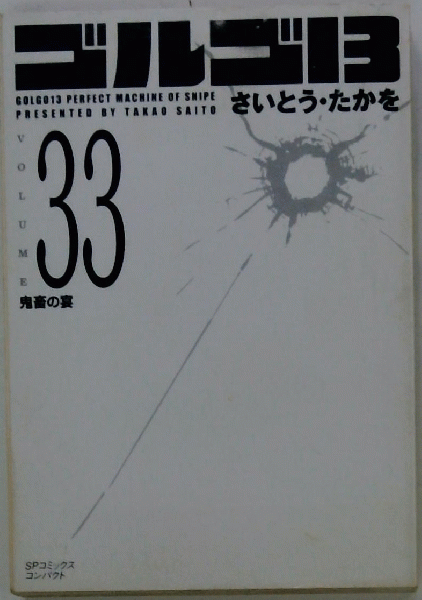 ゴルゴ13
GOLGO13 PERFECT MACHINE OF SNIPE
PRESENTED BY TAKAO SAITO
さいとう・たかを
VOLUME
33
鬼畜の宴
SPコミックス
コンパクト